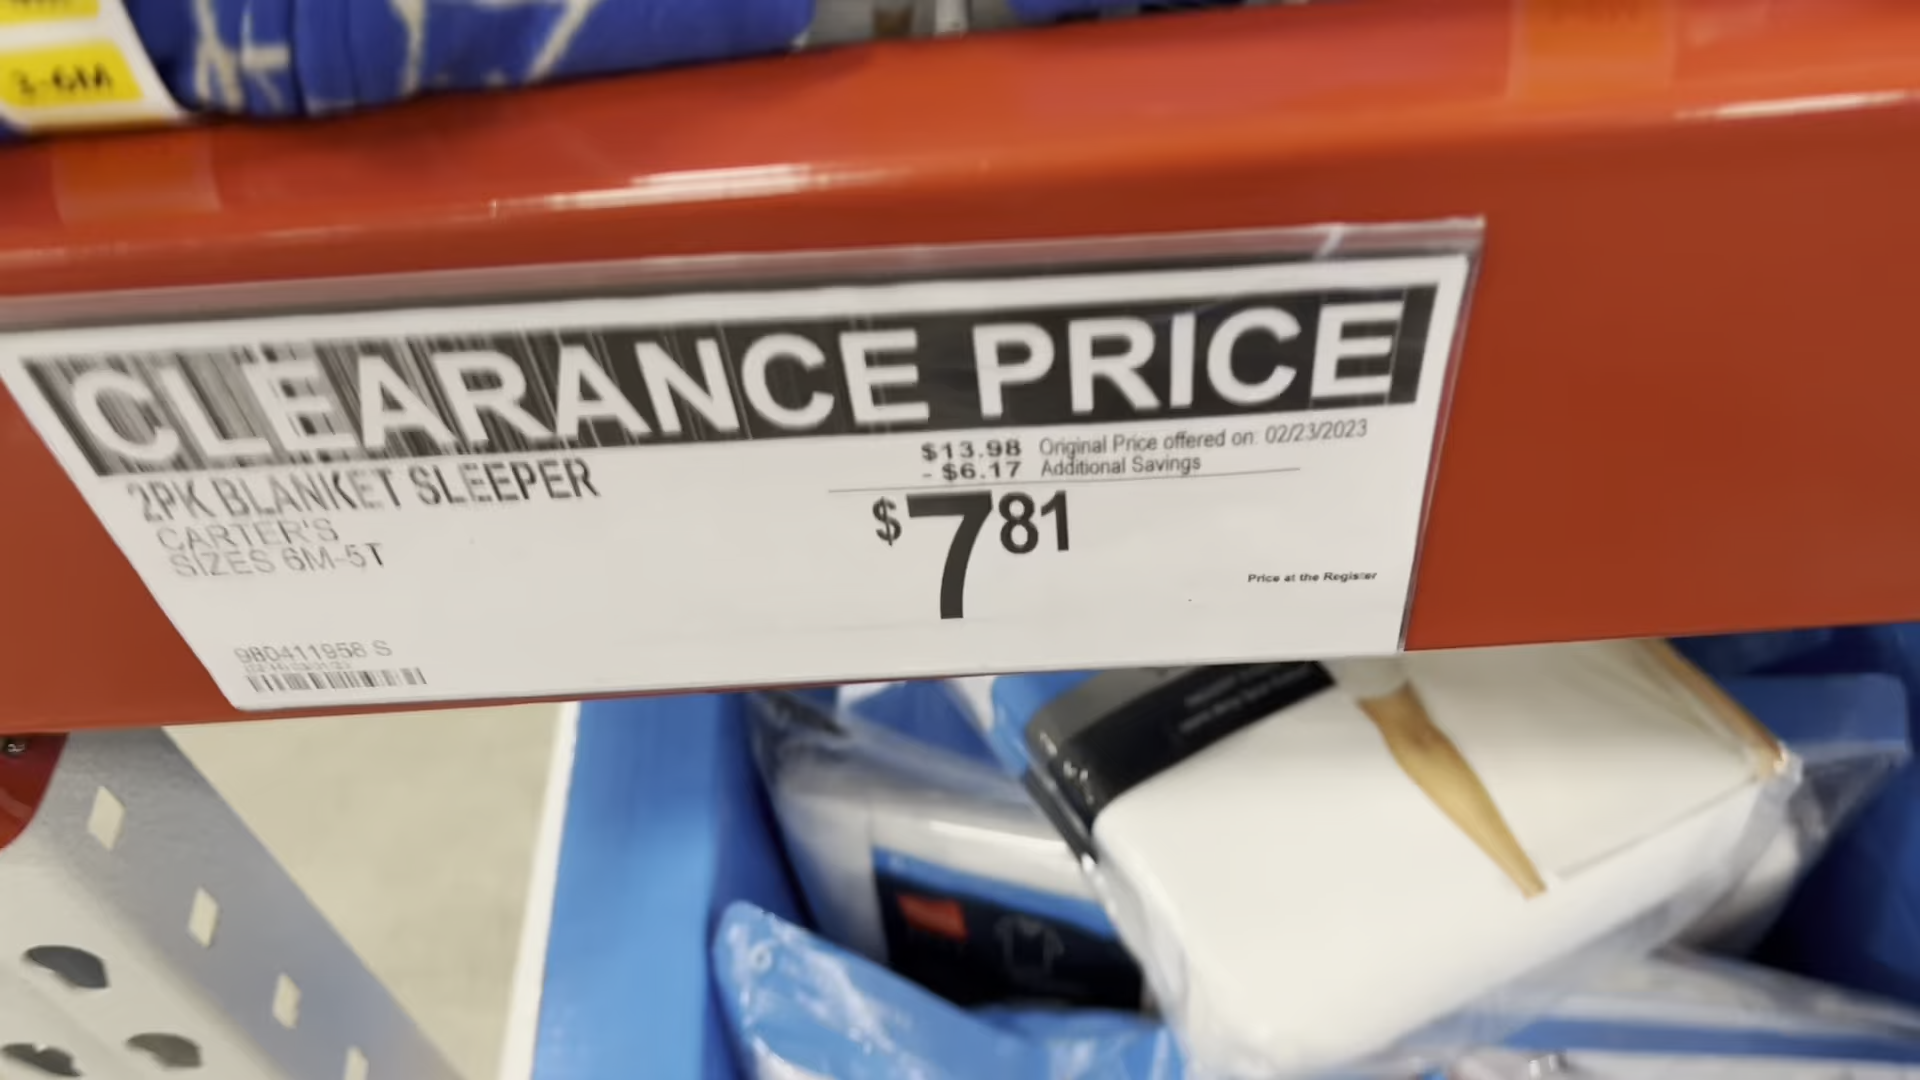 3-6M
CLEARANCE PRICE
2PK BLANKET SLEEPER
CARTER'S
SIZES 6M-5T
$13.98 Original Price offered on: 02/23/2023
- $6.17 Additional Savings
$7 81
Price at the Register
980411958 S